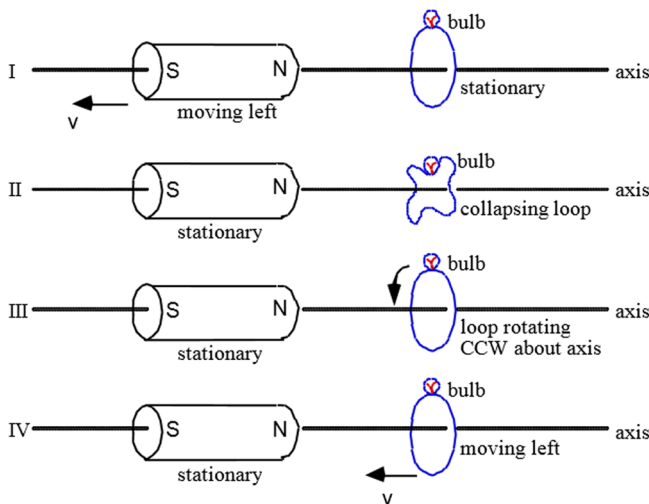 bulb
I
S
N
axis
stationary
moving left
v
bulb
II
S
N
axis
collapsing loop
stationary
bulb
III
S
N
axis
loop rotating
CCW about axis
stationary
bulb
IV
S
N
axis
moving left
stationary
v